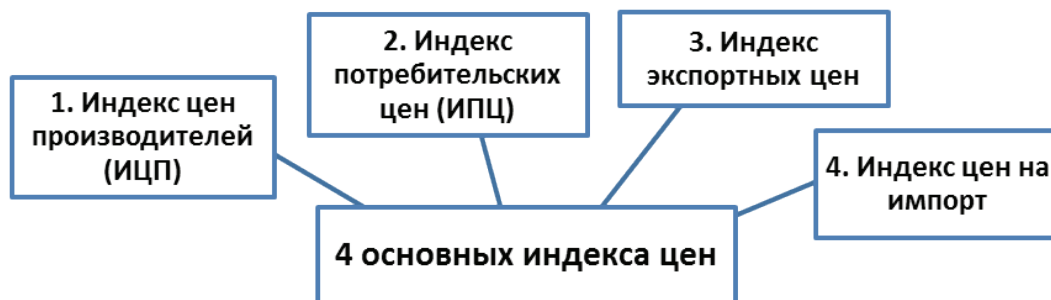 1. Индекс цен
производителей
(ИЦП)
2. Индекс
потребительских
цен (ИПЦ)
3. Индекс
экспортных цен
4. Индекс цен на
импорт
4 основных индекса цен